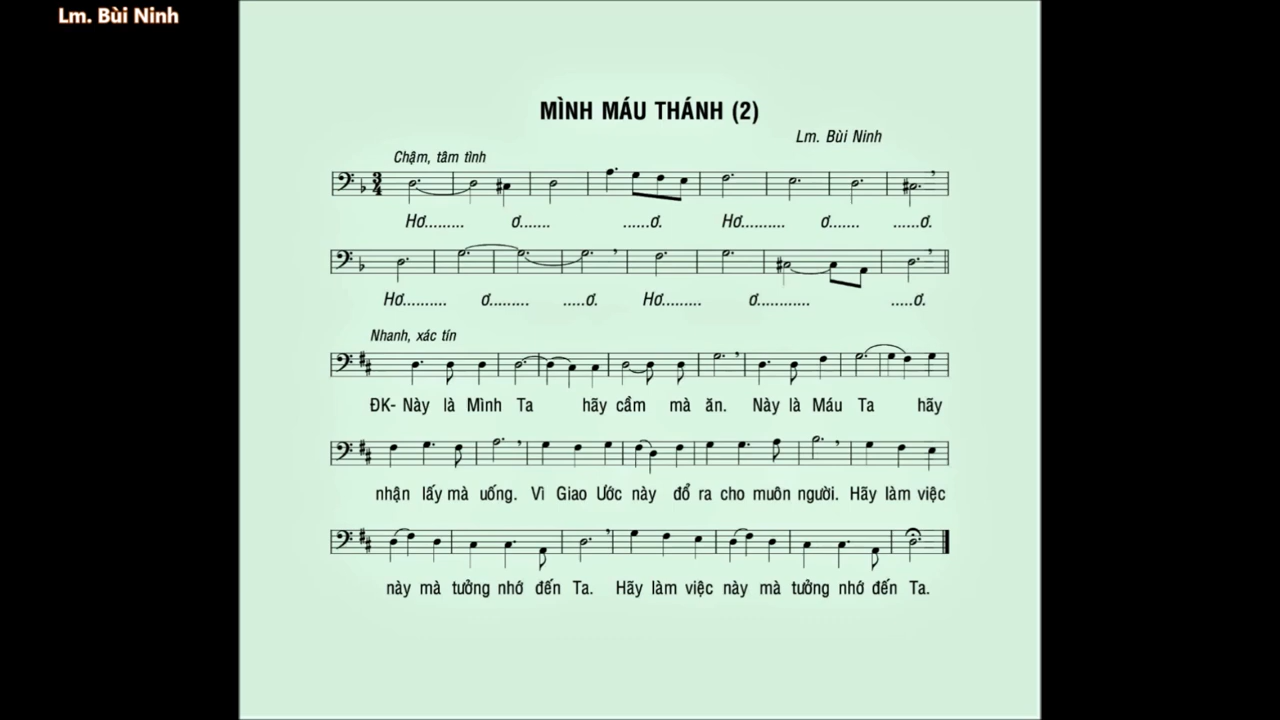 Lm. Bùi Ninh
MÌNH MÁU THÁNH (2)
Lm. Bùi Ninh
Chậm, tâm tình
3
4
Hơ......... ơ....... ......ơ. Hơ.......... ơ....... ......ơ.
Hơ.......... ơ......... .....ơ. Hơ........ ơ............ .....ơ.
Nhanh, xác tín
ĐK- Này là Mình Ta hãy cầm mà ăn. Này là Máu Ta hãy
nhận lấy mà uống. Vì Giao Ước này đổ ra cho muôn người. Hãy làm việc
này mà tưởng nhớ đến Ta. Hãy làm việc này mà tưởng nhớ đến Ta.